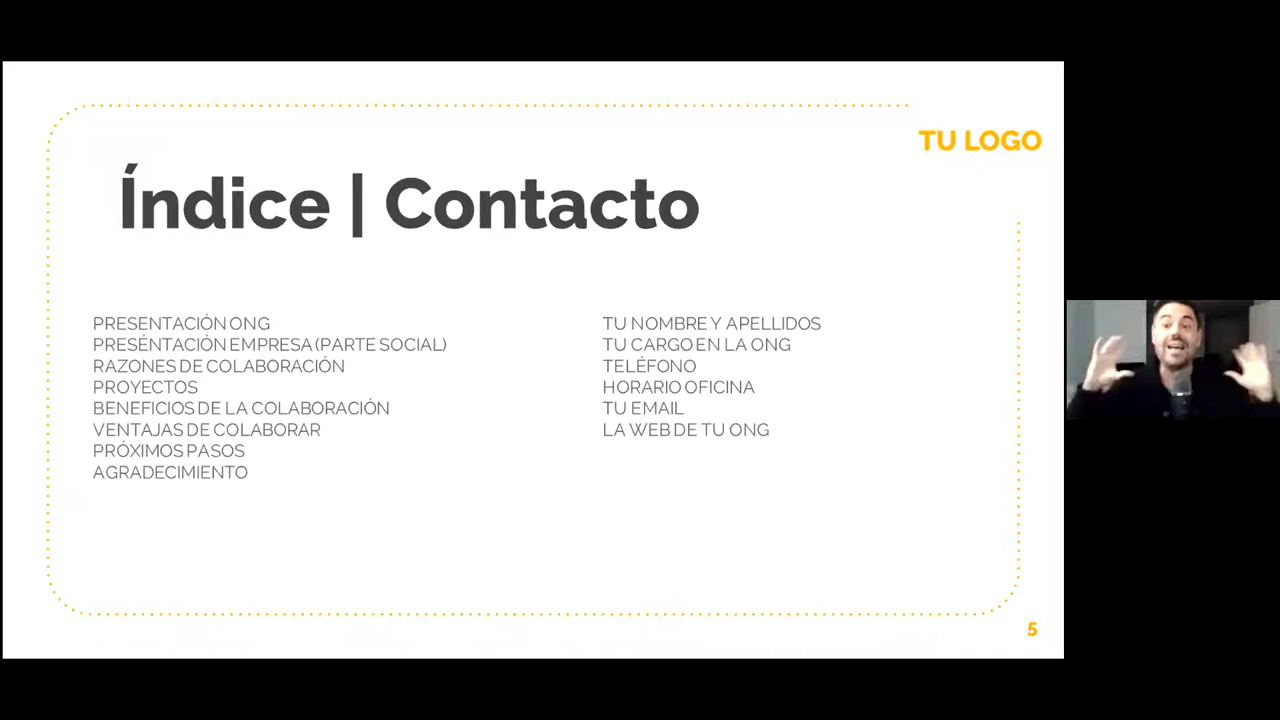 TU LOGO
Índice | Contacto
PRESENTACIÓN ONG
PRESÉNTACIÓN EMPRESA (PARTE SOCIAL)
RAZONES DE COLABORACIÓN
PROYECTOS
BENEFICIOS DE LA COLABORACIÓN
VENTAJAS DE COLABORAR
PRÓXIMOS PASOS
AGRADECIMIENTO
TU NOMBRE Y APELLIDOS
TU CARGO EN LA ONG
TELÉFONO
HORARIO OFICINA
TU EMAIL
LA WEB DE TU ONG
5